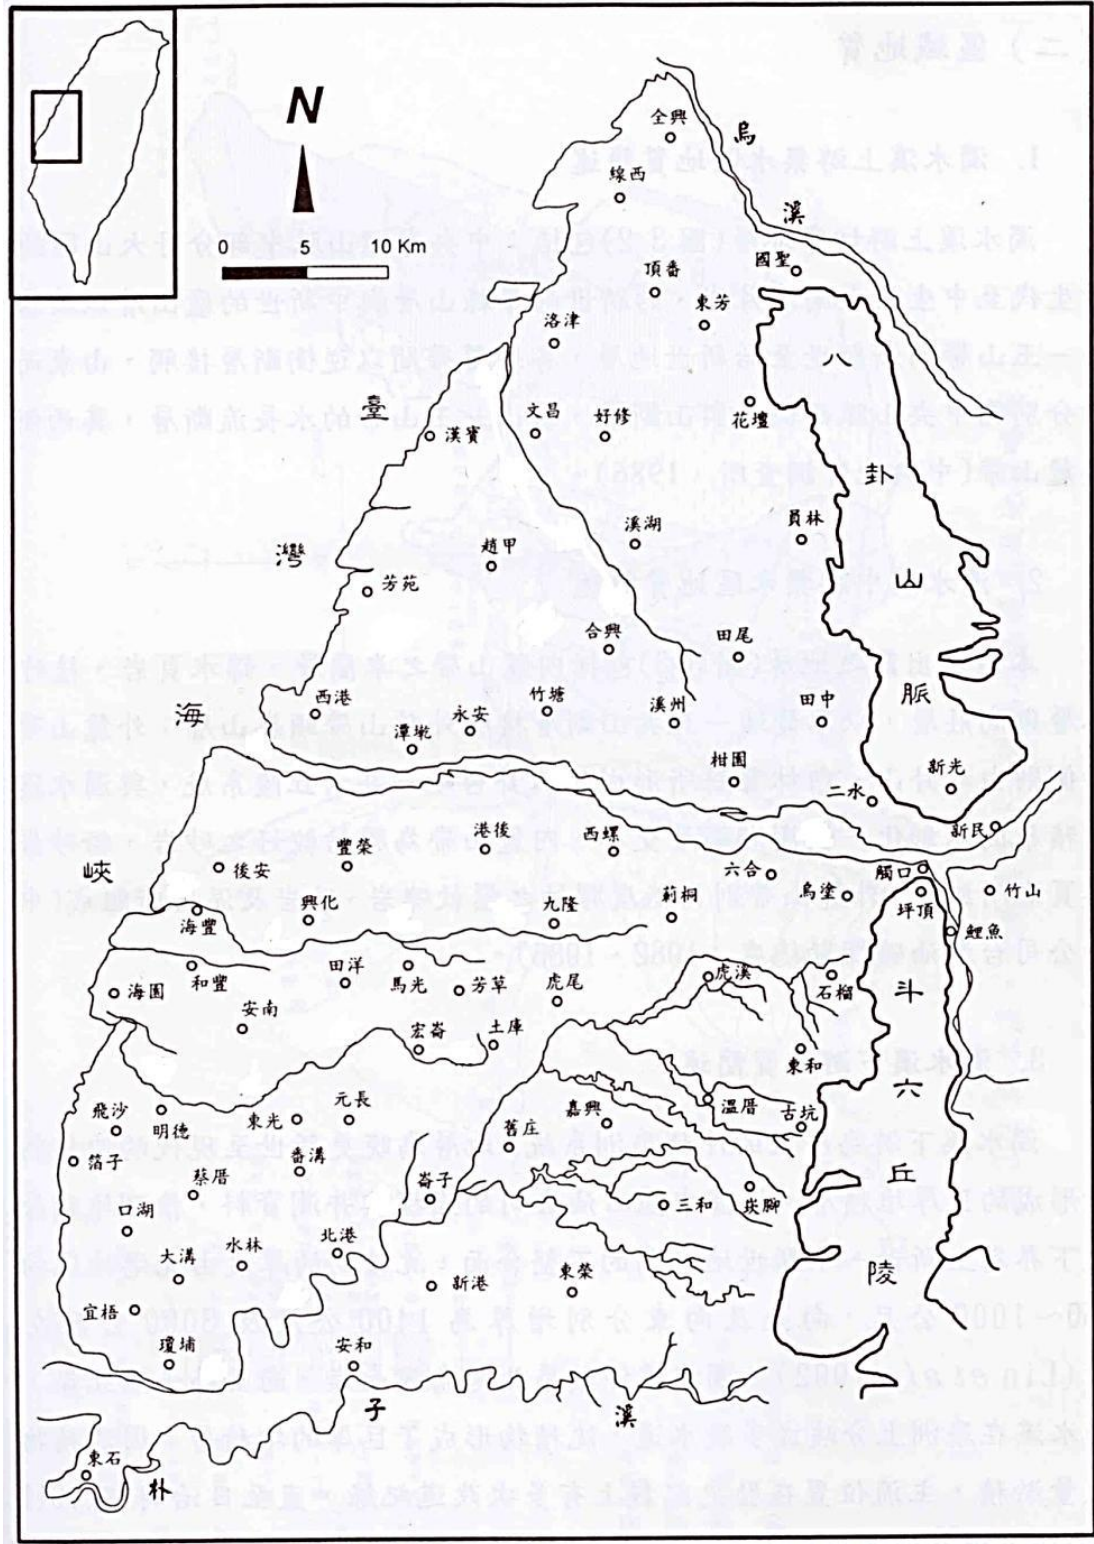 N
0 5 10 Km
臺
灣
海
峽
烏
溪
八
卦
山
脈
斗
六
丘
陵
朴
子
溪
全興
線西
國聖
頂番
東芳
洛津
花壇
文昌
好修
漢寶
員林
溪湖
趙甲
芳苑
合興
田尾
西港
竹塘
溪州
田中
永安
潭墘
柑園
新光
二水
新民
港後
西螺
豐榮
後安
六合
觸口
烏塗
坪頂
竹山
莿桐
興化
九隆
海豐
鯉魚
田洋
馬光
虎溪
石榴
和豐
海園
芳草
虎尾
安南
宏崙
土庫
東和
飛沙
明德
東光
元長
嘉興
溫厝
古坑
舊庄
番溝
箔子
蔡厝
崙子
三和
崁腳
口湖
水林
北港
大溝
新港
東榮
宜梧
瓊埔
安和
東石